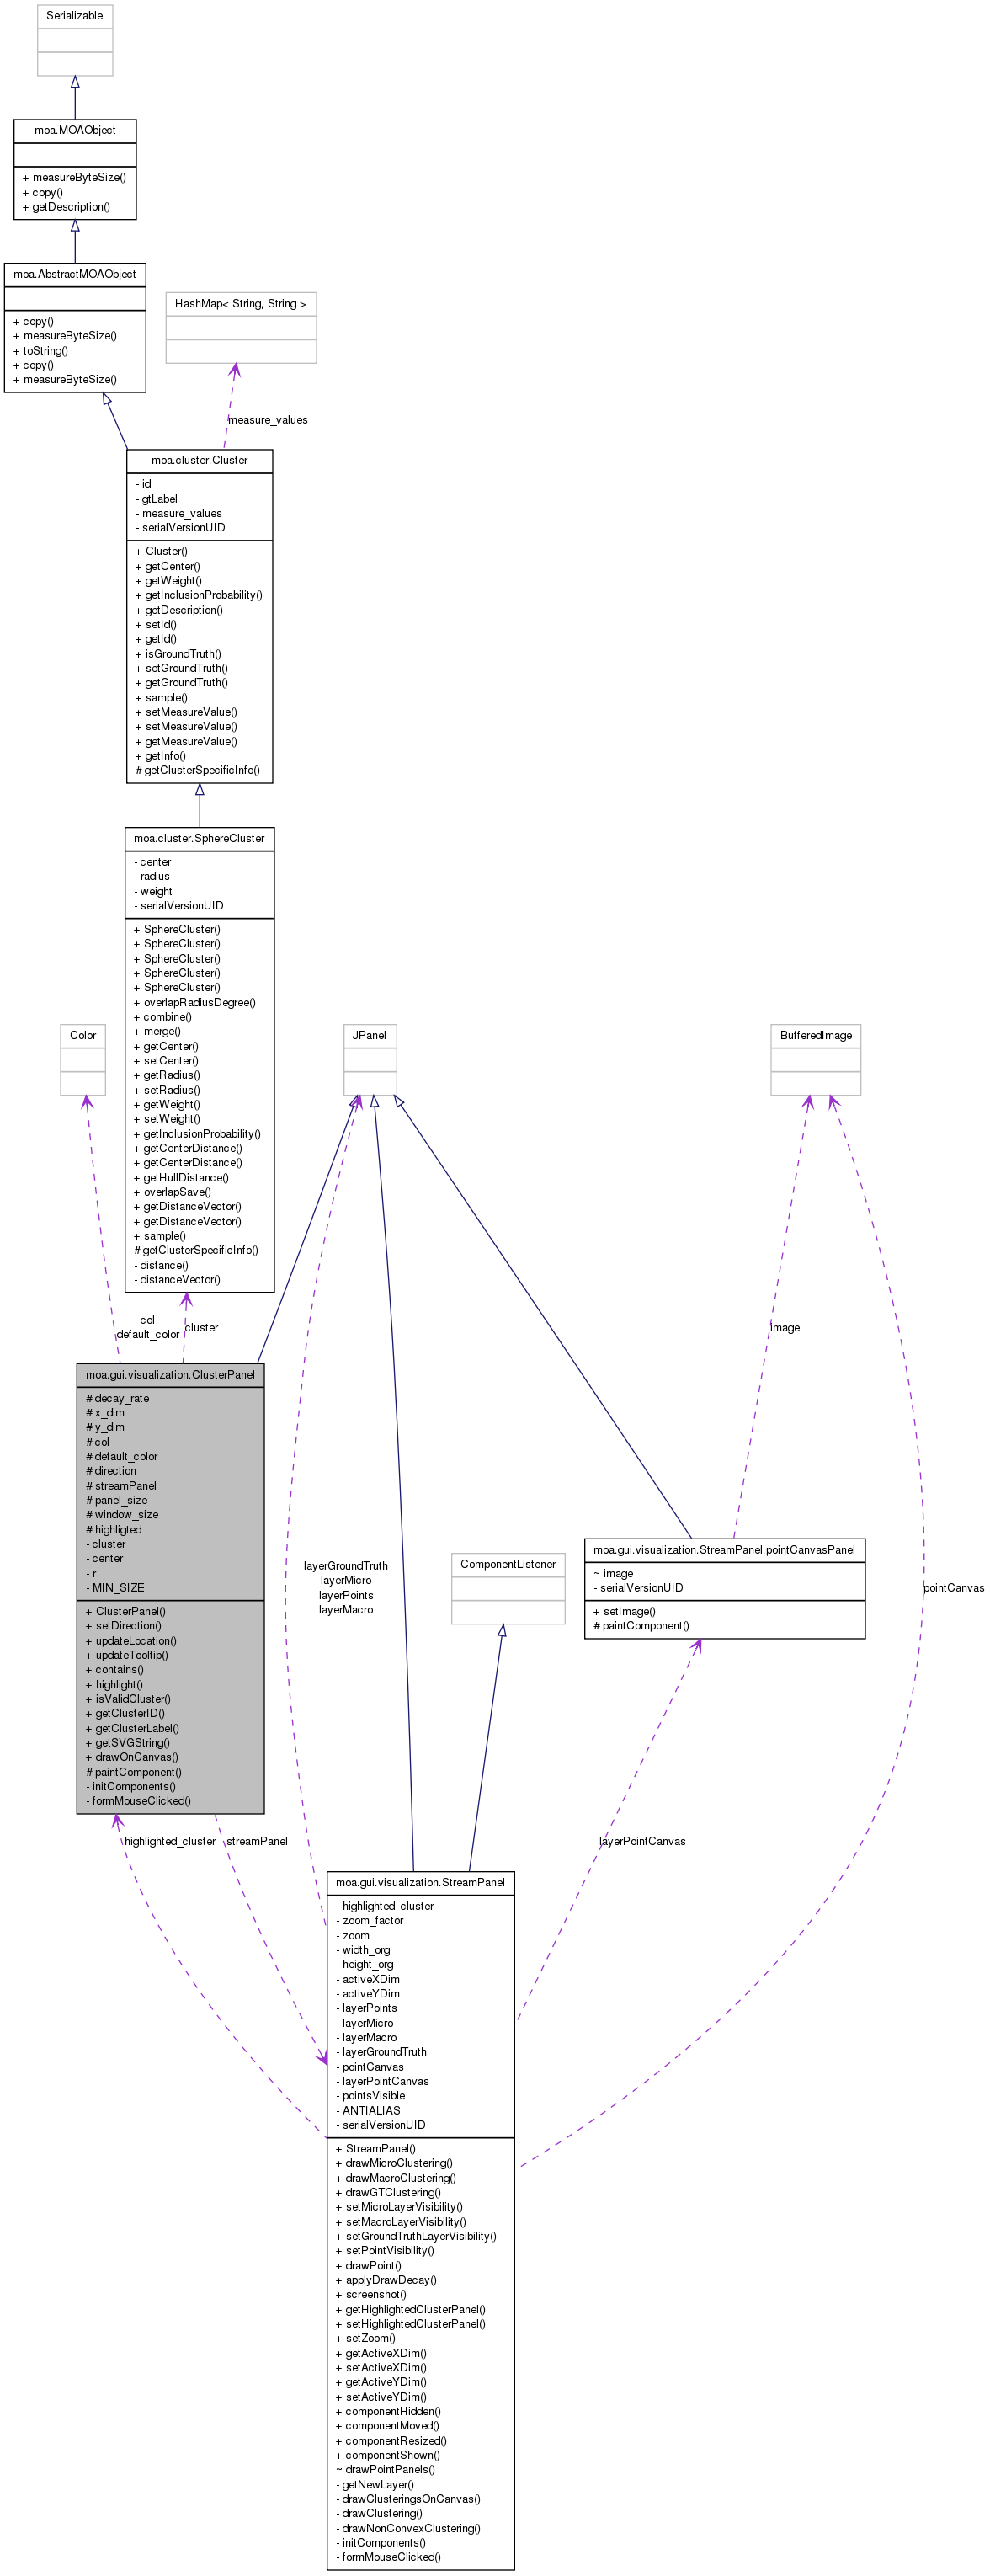 Serializable
moa.MOAObject
+ measureByteSize()
+ copy()
+ getDescription()
moa.AbstractMOAObject
+ copy()
+ measureByteSize()
+ toString()
+ copy()
+ measureByteSize()
HashMap< String, String >
measure_values
moa.cluster.Cluster
- id
- gtLabel
- measure_values
- serialVersionUID
+ Cluster()
+ getCenter()
+ getWeight()
+ getInclusionProbability()
+ getDescription()
+ setId()
+ getId()
+ isGroundTruth()
+ setGroundTruth()
+ getGroundTruth()
+ sample()
+ setMeasureValue()
+ setMeasureValue()
+ getMeasureValue()
+ getInfo()
# getClusterSpecificInfo()
moa.cluster.SphereCluster
- center
- radius
- weight
- serialVersionUID
+ SphereCluster()
+ SphereCluster()
+ SphereCluster()
+ SphereCluster()
+ SphereCluster()
+ overlapRadiusDegree()
+ combine()
+ merge()
+ getCenter()
+ setCenter()
+ getRadius()
+ setRadius()
+ getWeight()
+ setWeight()
+ getInclusionProbability()
+ getCenterDistance()
+ getCenterDistance()
+ getHullDistance()
+ overlapSave()
+ getDistanceVector()
+ getDistanceVector()
+ sample()
# getClusterSpecificInfo()
- distance()
- distanceVector()
Color
JPanel
BufferedImage
col
default_color
cluster
image
moa.gui.visualization.ClusterPanel
# decay_rate
# x_dim
# y_dim
# col
# default_color
# direction
# streamPanel
# panel_size
# window_size
# highligted
- cluster
- center
- r
- MIN_SIZE
+ ClusterPanel()
+ setDirection()
+ updateLocation()
+ updateTooltip()
+ contains()
+ highlight()
+ isValidCluster()
+ getClusterID()
+ getClusterLabel()
+ getSVGString()
+ drawOnCanvas()
# paintComponent()
- initComponents()
- formMouseClicked()
layerGroundTruth
layerMicro
layerPoints
layerMacro
ComponentListener
moa.gui.visualization.StreamPanel.pointCanvasPanel
~ image
- serialVersionUID
+ setImage()
# paintComponent()
pointCanvas
highlighted_cluster
streamPanel
layerPointCanvas
moa.gui.visualization.StreamPanel
- highlighted_cluster
- zoom_factor
- zoom
- width_org
- height_org
- activeXDim
- activeYDim
- layerPoints
- layerMicro
- layerMacro
- layerGroundTruth
- pointCanvas
- layerPointCanvas
- pointsVisible
- ANTIALIAS
- serialVersionUID
+ StreamPanel()
+ drawMicroClustering()
+ drawMacroClustering()
+ drawGTClustering()
+ setMicroLayerVisibility()
+ setMacroLayerVisibility()
+ setGroundTruthLayerVisibility()
+ setPointVisibility()
+ drawPoint()
+ applyDrawDecay()
+ screenshot()
+ getHighlightedClusterPanel()
+ setHighlightedClusterPanel()
+ setZoom()
+ getActiveXDim()
+ setActiveXDim()
+ getActiveYDim()
+ setActiveYDim()
+ componentHidden()
+ componentMoved()
+ componentResized()
+ componentShown()
~ drawPointPanels()
- getNewLayer()
- drawClusteringsOnCanvas()
- drawClustering()
- drawNonConvexClustering()
- initComponents()
- formMouseClicked()